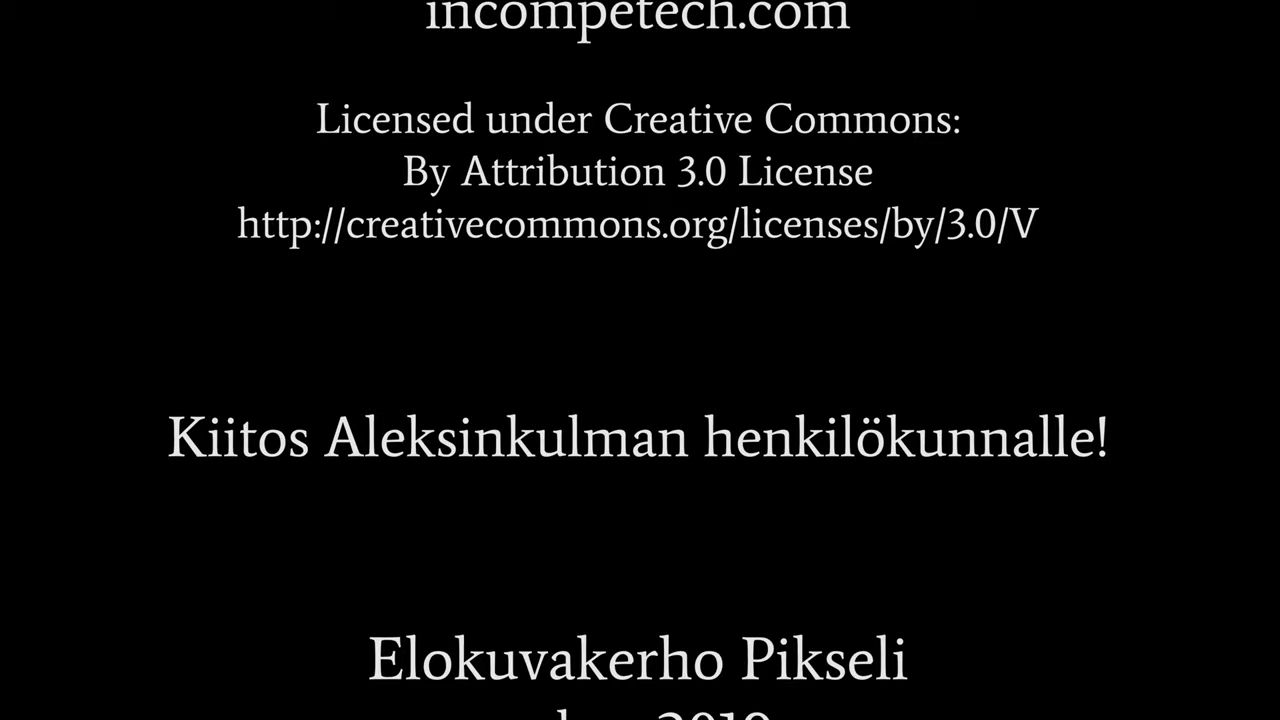 incompetech.com
Licensed under Creative Commons:
By Attribution 3.0 License
http://creativecommons.org/licenses/by/3.0/V
Kiitos Aleksinkulman henkilökunnalle!
Elokuvakerho Pikseli
2019